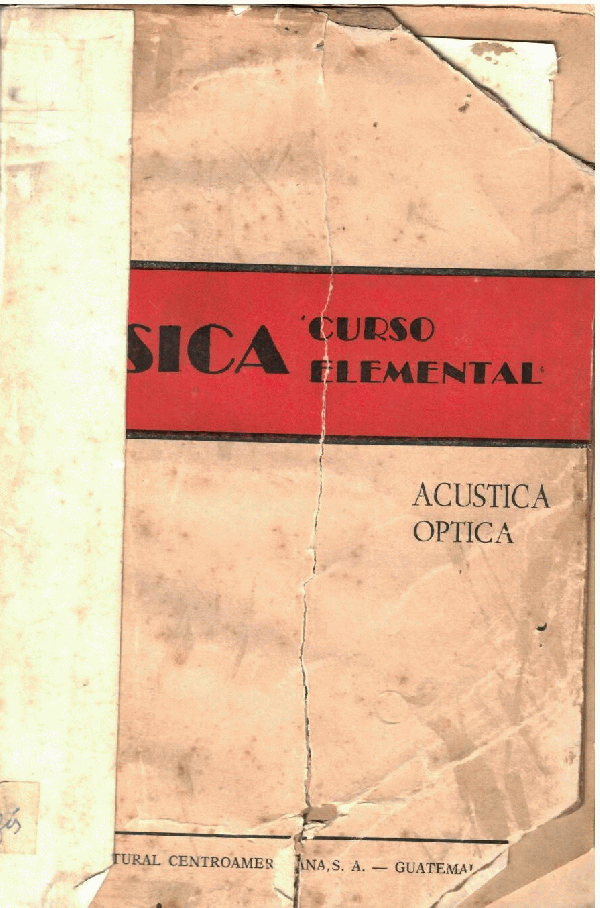 SICA "CURSO
ELEMENTAL"
ACUSTICA
OPTICA
TURAL CENTROAMER ANA, S. A. — GUATEMA